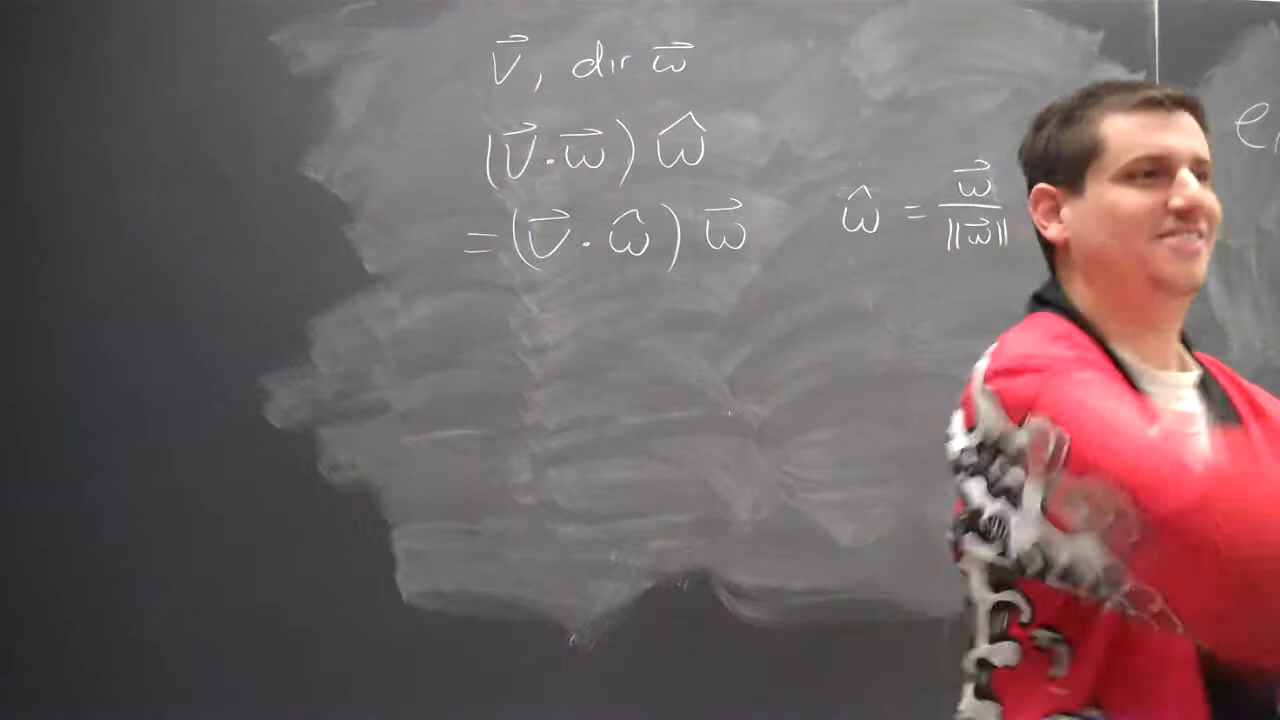 v⃗, dir w⃗
(v⃗ · w⃗) ŵ
= (v⃗ · ŵ) w⃗
ŵ = w⃗ / ||w⃗||